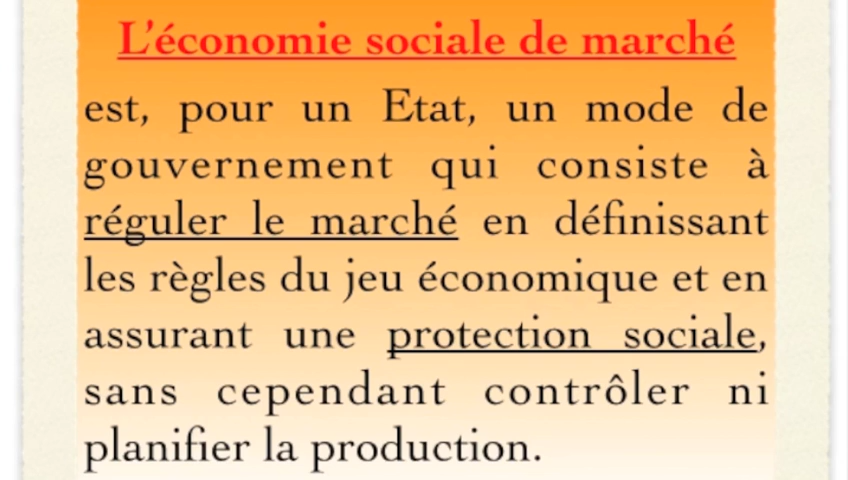 L’économie sociale de marché
est, pour un Etat, un mode de
gouvernement qui consiste à
réguler le marché en définissant
les règles du jeu économique et en
assurant une protection sociale,
sans cependant contrôler ni
planifier la production.